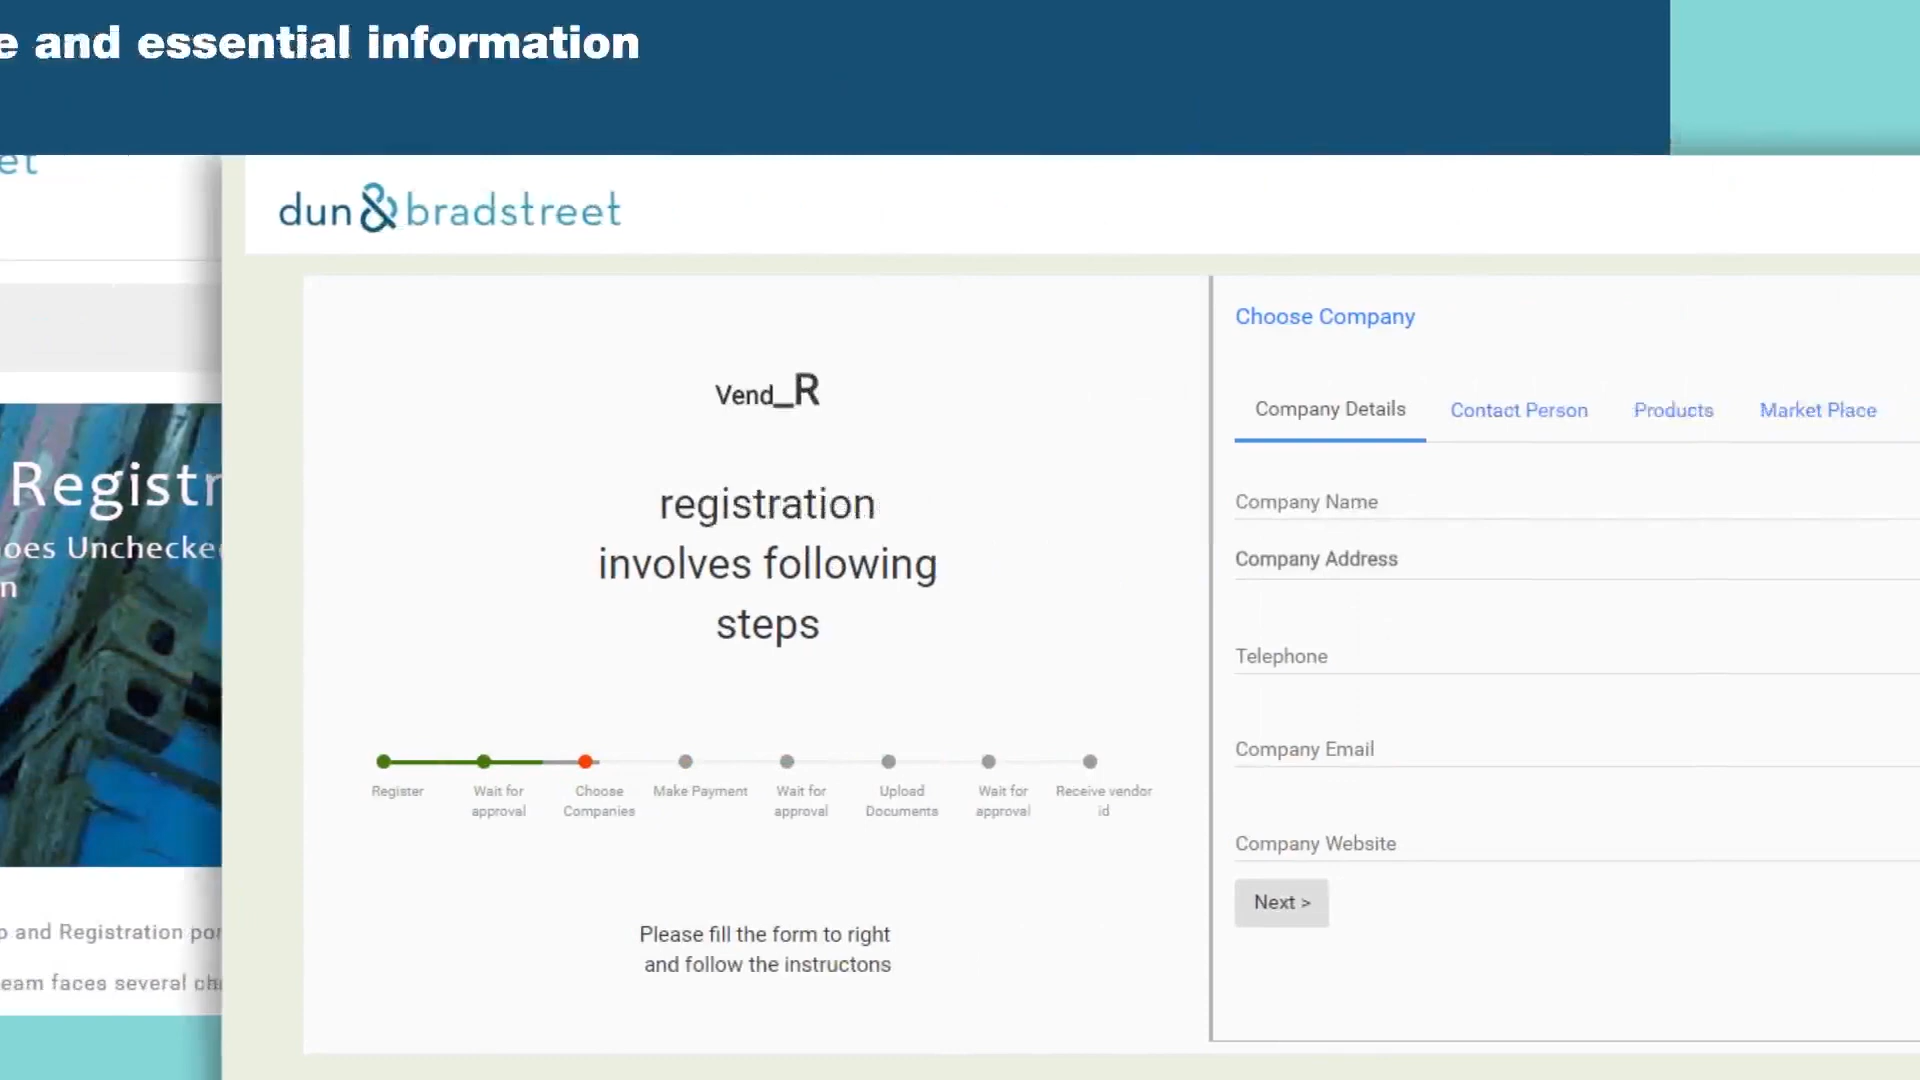 e and essential information
et
dun & bradstreet
Registr
oes Unchecke
n
p and Registration por
eam faces several ch
Vend_R
registration
involves following
steps
Register
Wait for
approval
Choose
Companies
Make Payment
Wait for
approval
Upload
Documents
Wait for
approval
Receive vendor
id
Please fill the form to right
and follow the instructons
Choose Company
Company Details
Contact Person
Products
Market Place
Company Name
Company Address
Telephone
Company Email
Company Website
Next >